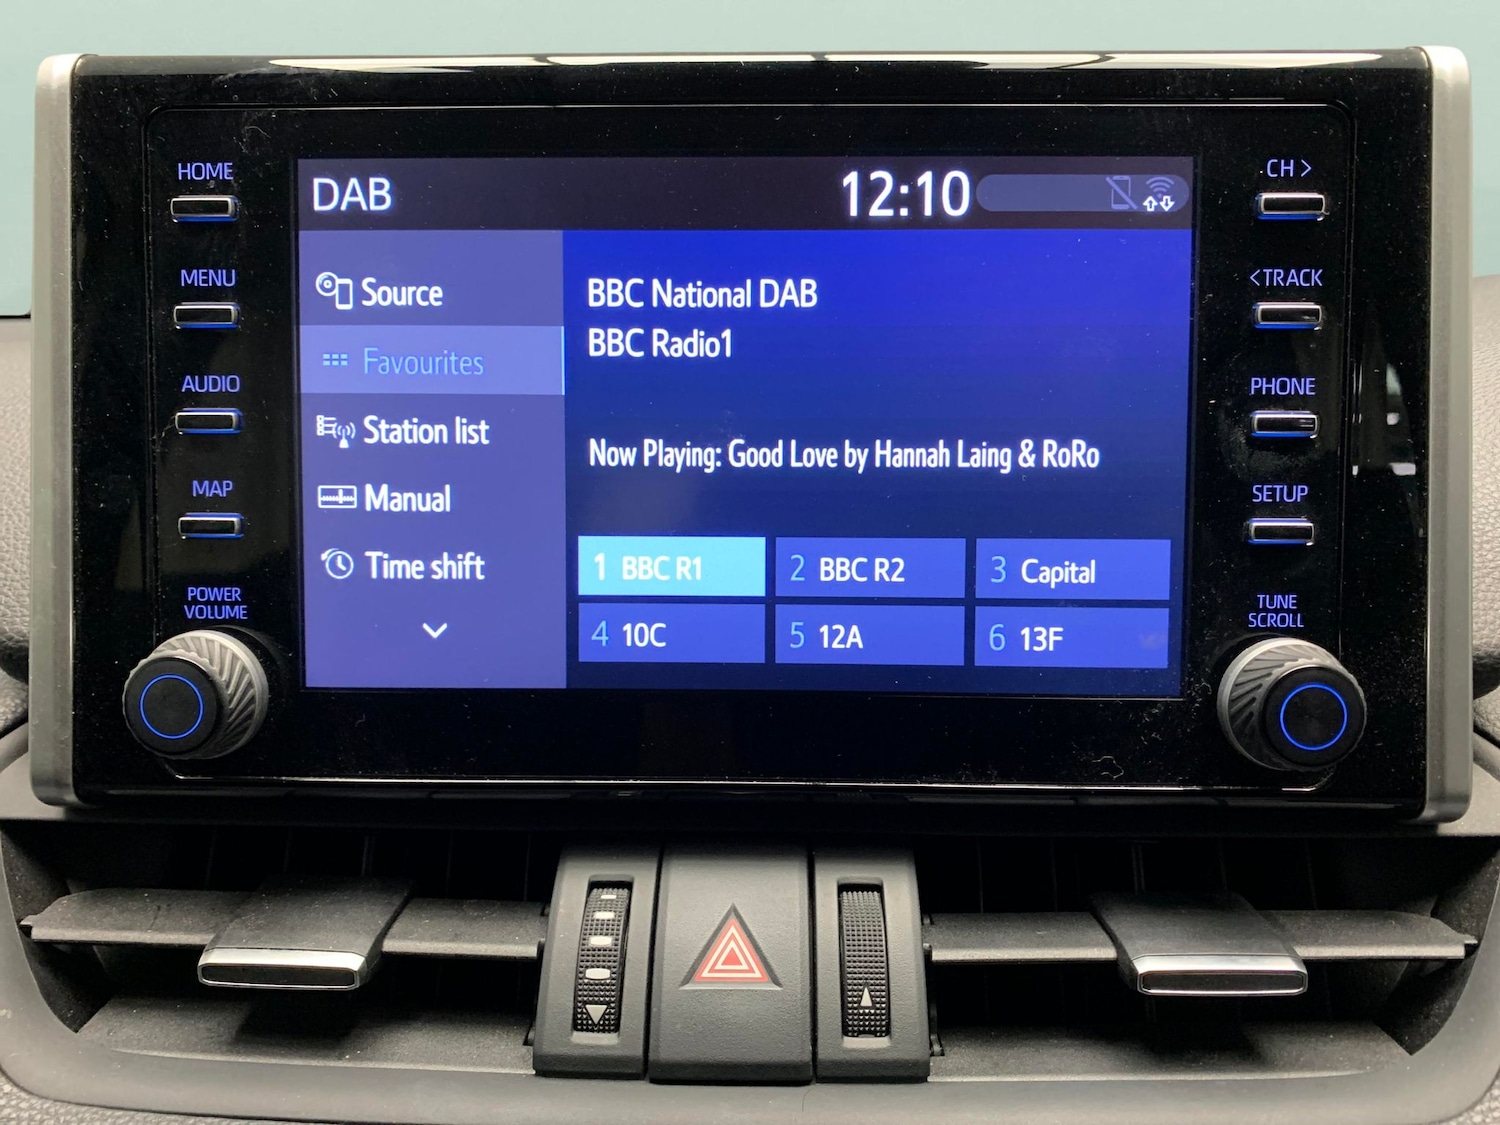 HOME
MENU
AUDIO
MAP
POWER
VOLUME
DAB
12:10
Source
Favourites
Station list
Manual
Time shift
BBC National DAB
BBC Radio1
Now Playing: Good Love by Hannah Laing & RoRo
1 BBC R1
2 BBC R2
3 Capital
4 10C
5 12A
6 13F
CH >
<TRACK
PHONE
SETUP
TUNE
SCROLL